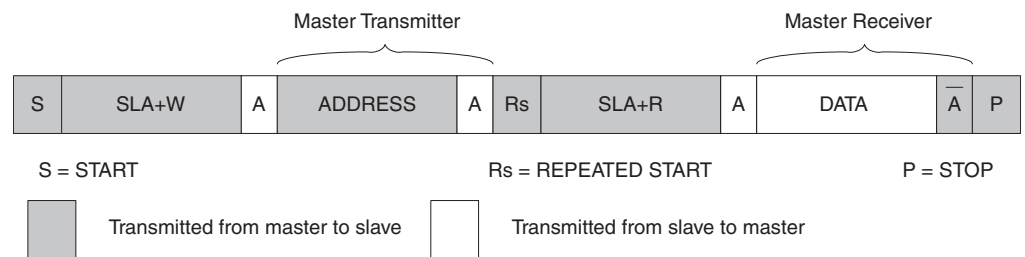 Master Transmitter Master Receiver
S SLA+W A ADDRESS A Rs SLA+R A DATA A̅ P
S = START Rs = REPEATED START P = STOP
Transmitted from master to slave Transmitted from slave to master